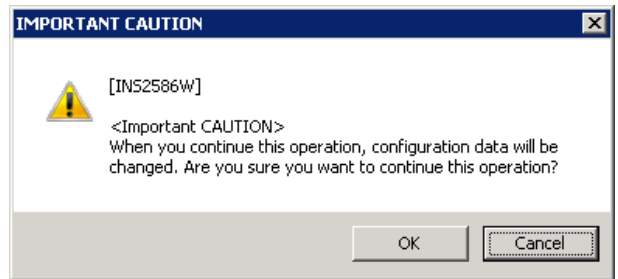 IMPORTANT CAUTION
[INS2586W]
<Important CAUTION>
When you continue this operation, configuration data will be
changed. Are you sure you want to continue this operation?
OK
Cancel